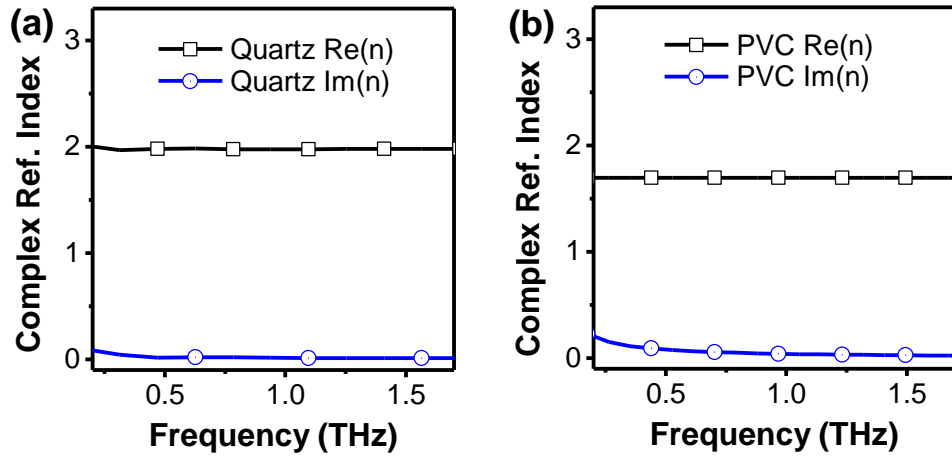 (a)
Complex Ref. Index
3
2
1
0
Quartz Re(n)
Quartz Im(n)
0.5
1.0
1.5
Frequency (THz)
(b)
Complex Ref. Index
3
2
1
0
PVC Re(n)
PVC Im(n)
0.5
1.0
1.5
Frequency (THz)